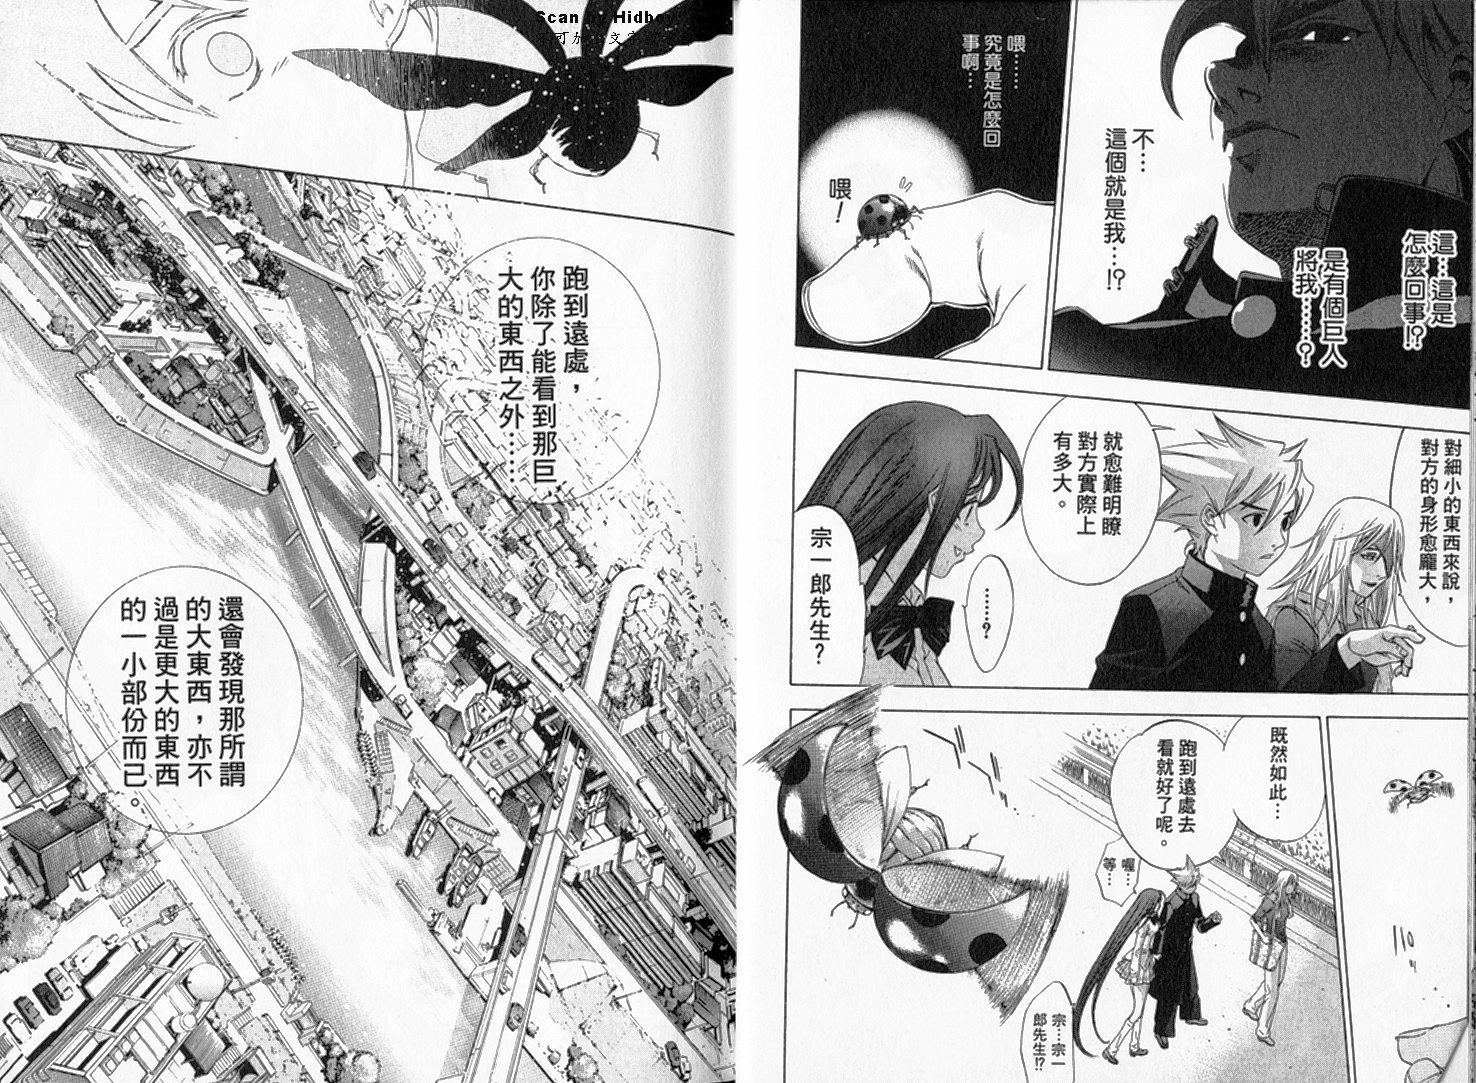 這…這是
怎麼回事!?
是有個巨人
將我……?
不…
這個就是我…!?
喂……
究竟是怎麼回
事啊…
喂!
對細小的東西來說,
對方的身形愈龐大,
就愈難明瞭
對方實際上
有多大。
……?
宗一郎先生?
既然如此…
跑到遠處去
看就好了呢。
喔…
等…
宗…宗一
郎先生!?
Scan
Hidbo
跑到遠處,
你除了能看到那巨
大的東西之外……
還會發現那所謂
的大東西,亦不
過是更大的東西
的一小部份而已。